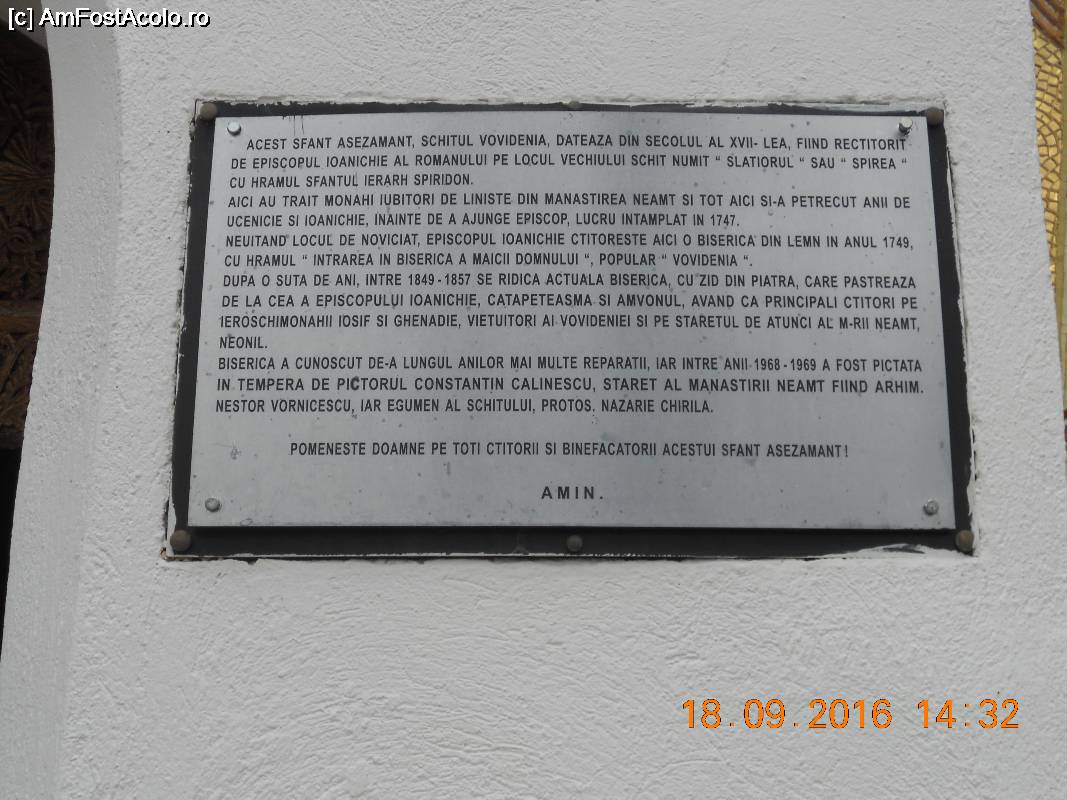 [c] AmFostAcolo.ro
ACEST SFANT ASEZAMANT, SCHITUL VOVIDENIA, DATEAZA DIN SECOLUL AL XVII- LEA, FIIND RECTITORIT
DE EPISCOPUL IOANICHIE AL ROMANULUI PE LOCUL VECHIULUI SCHIT NUMIT “ SLATIORUL “ SAU “ SPIREA “
CU HRAMUL SFANTUL IERARH SPIRIDON.
AICI AU TRAIT MONAHI IUBITORI DE LINISTE DIN MANASTIREA NEAMT SI TOT AICI SI-A PETRECUT ANII DE
UCENICIE SI IOANICHIE, INAINTE DE A AJUNGE EPISCOP, LUCRU INTAMPLAT IN 1747.
NEUITAND LOCUL DE NOVICIAT, EPISCOPUL IOANICHIE CTITORESTE AICI O BISERICA DIN LEMN IN ANUL 1749,
CU HRAMUL “ INTRAREA IN BISERICA A MAICII DOMNULUI “, POPULAR “ VOVIDENIA “.
DUPA O SUTA DE ANI, INTRE 1849-1857 SE RIDICA ACTUALA BISERICA, CU ZID DIN PIATRA, CARE PASTREAZA
DE LA CEA A EPISCOPULUI IOANICHIE, CATAPETEASMA SI AMVONUL, AVAND CA PRINCIPALI CTITORI PE
IEROSCHIMONAHII IOSIF SI GHENADIE, VIETUITORI AI VOVIDENIEI SI PE STARETUL DE ATUNCI AL M-RII NEAMT,
NEONIL.
BISERICA A CUNOSCUT DE-A LUNGUL ANILOR MAI MULTE REPARATII, IAR INTRE ANII 1968-1969 A FOST PICTATA
IN TEMPERA DE PICTORUL CONSTANTIN CALINESCU, STARET AL MANASTIRII NEAMT FIIND ARHIM.
NESTOR VORNICESCU, IAR EGUMEN AL SCHITULUI, PROTOS. NAZARIE CHIRILA.
POMENESTE DOAMNE PE TOTI CTITORII SI BINEFACATORII ACESTUI SFANT ASEZAMANT!
AMIN.
18.09.2016 14:32